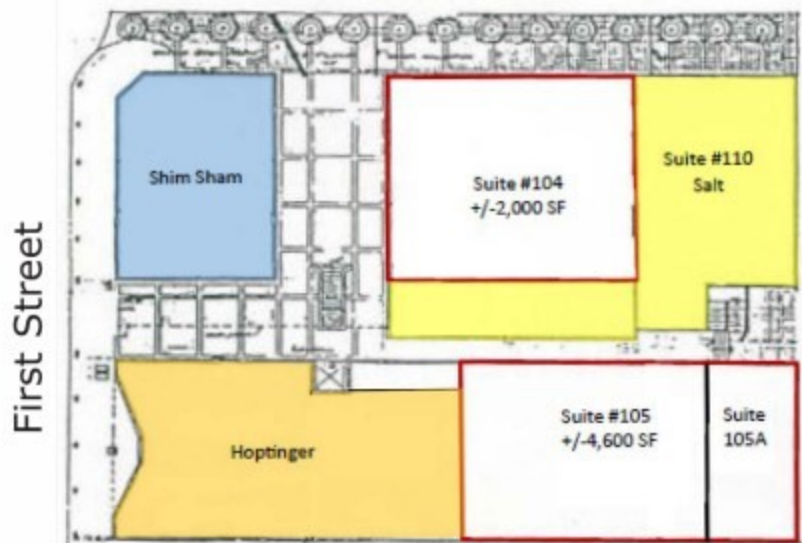 Shim Sham
Suite #104
+/-2,000 SF
Suite #110
Salt
First Street
Hoptinger
Suite #105
+/-4,600 SF
Suite
105A